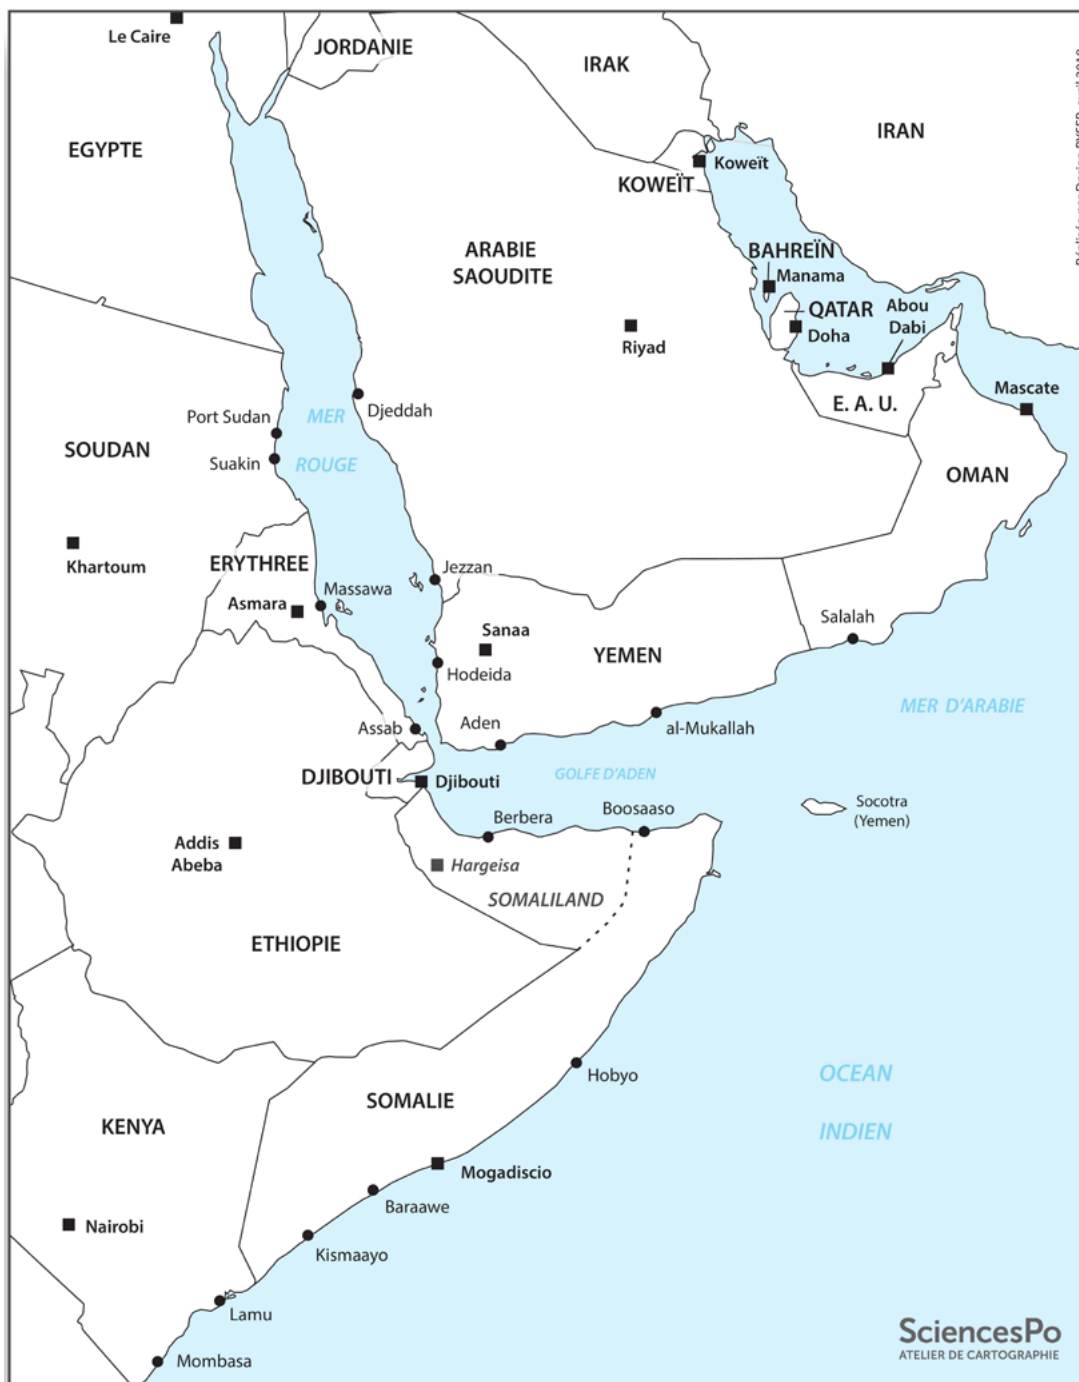 Le Caire
JORDANIE
IRAK
IRAN
EGYPTE
Koweït
KOWEÏT
ARABIE
SAOUDITE
BAHREÏN
Manama
QATAR
Doha
Abou
Dabi
Riyad
Mascate
E. A. U.
Djeddah
MER
ROUGE
Port Sudan
Suakin
SOUDAN
OMAN
Khartoum
ERYTHREE
Massawa
Asmara
Jezzan
Sanaa
YEMEN
Salalah
Hodeida
Assab
Aden
al-Mukallah
MER D'ARABIE
DJIBOUTI
Djibouti
GOLFE D'ADEN
Berbera
Boosaaso
Socotra
(Yemen)
Addis
Abeba
Hargeisa
SOMALILAND
ETHIOPIE
Hobyo
OCEAN
INDIEN
SOMALIE
KENYA
Mogadiscio
Baraawe
Nairobi
Kismaayo
Lamu
Mombasa
SciencesPo
ATELIER DE CARTOGRAPHIE